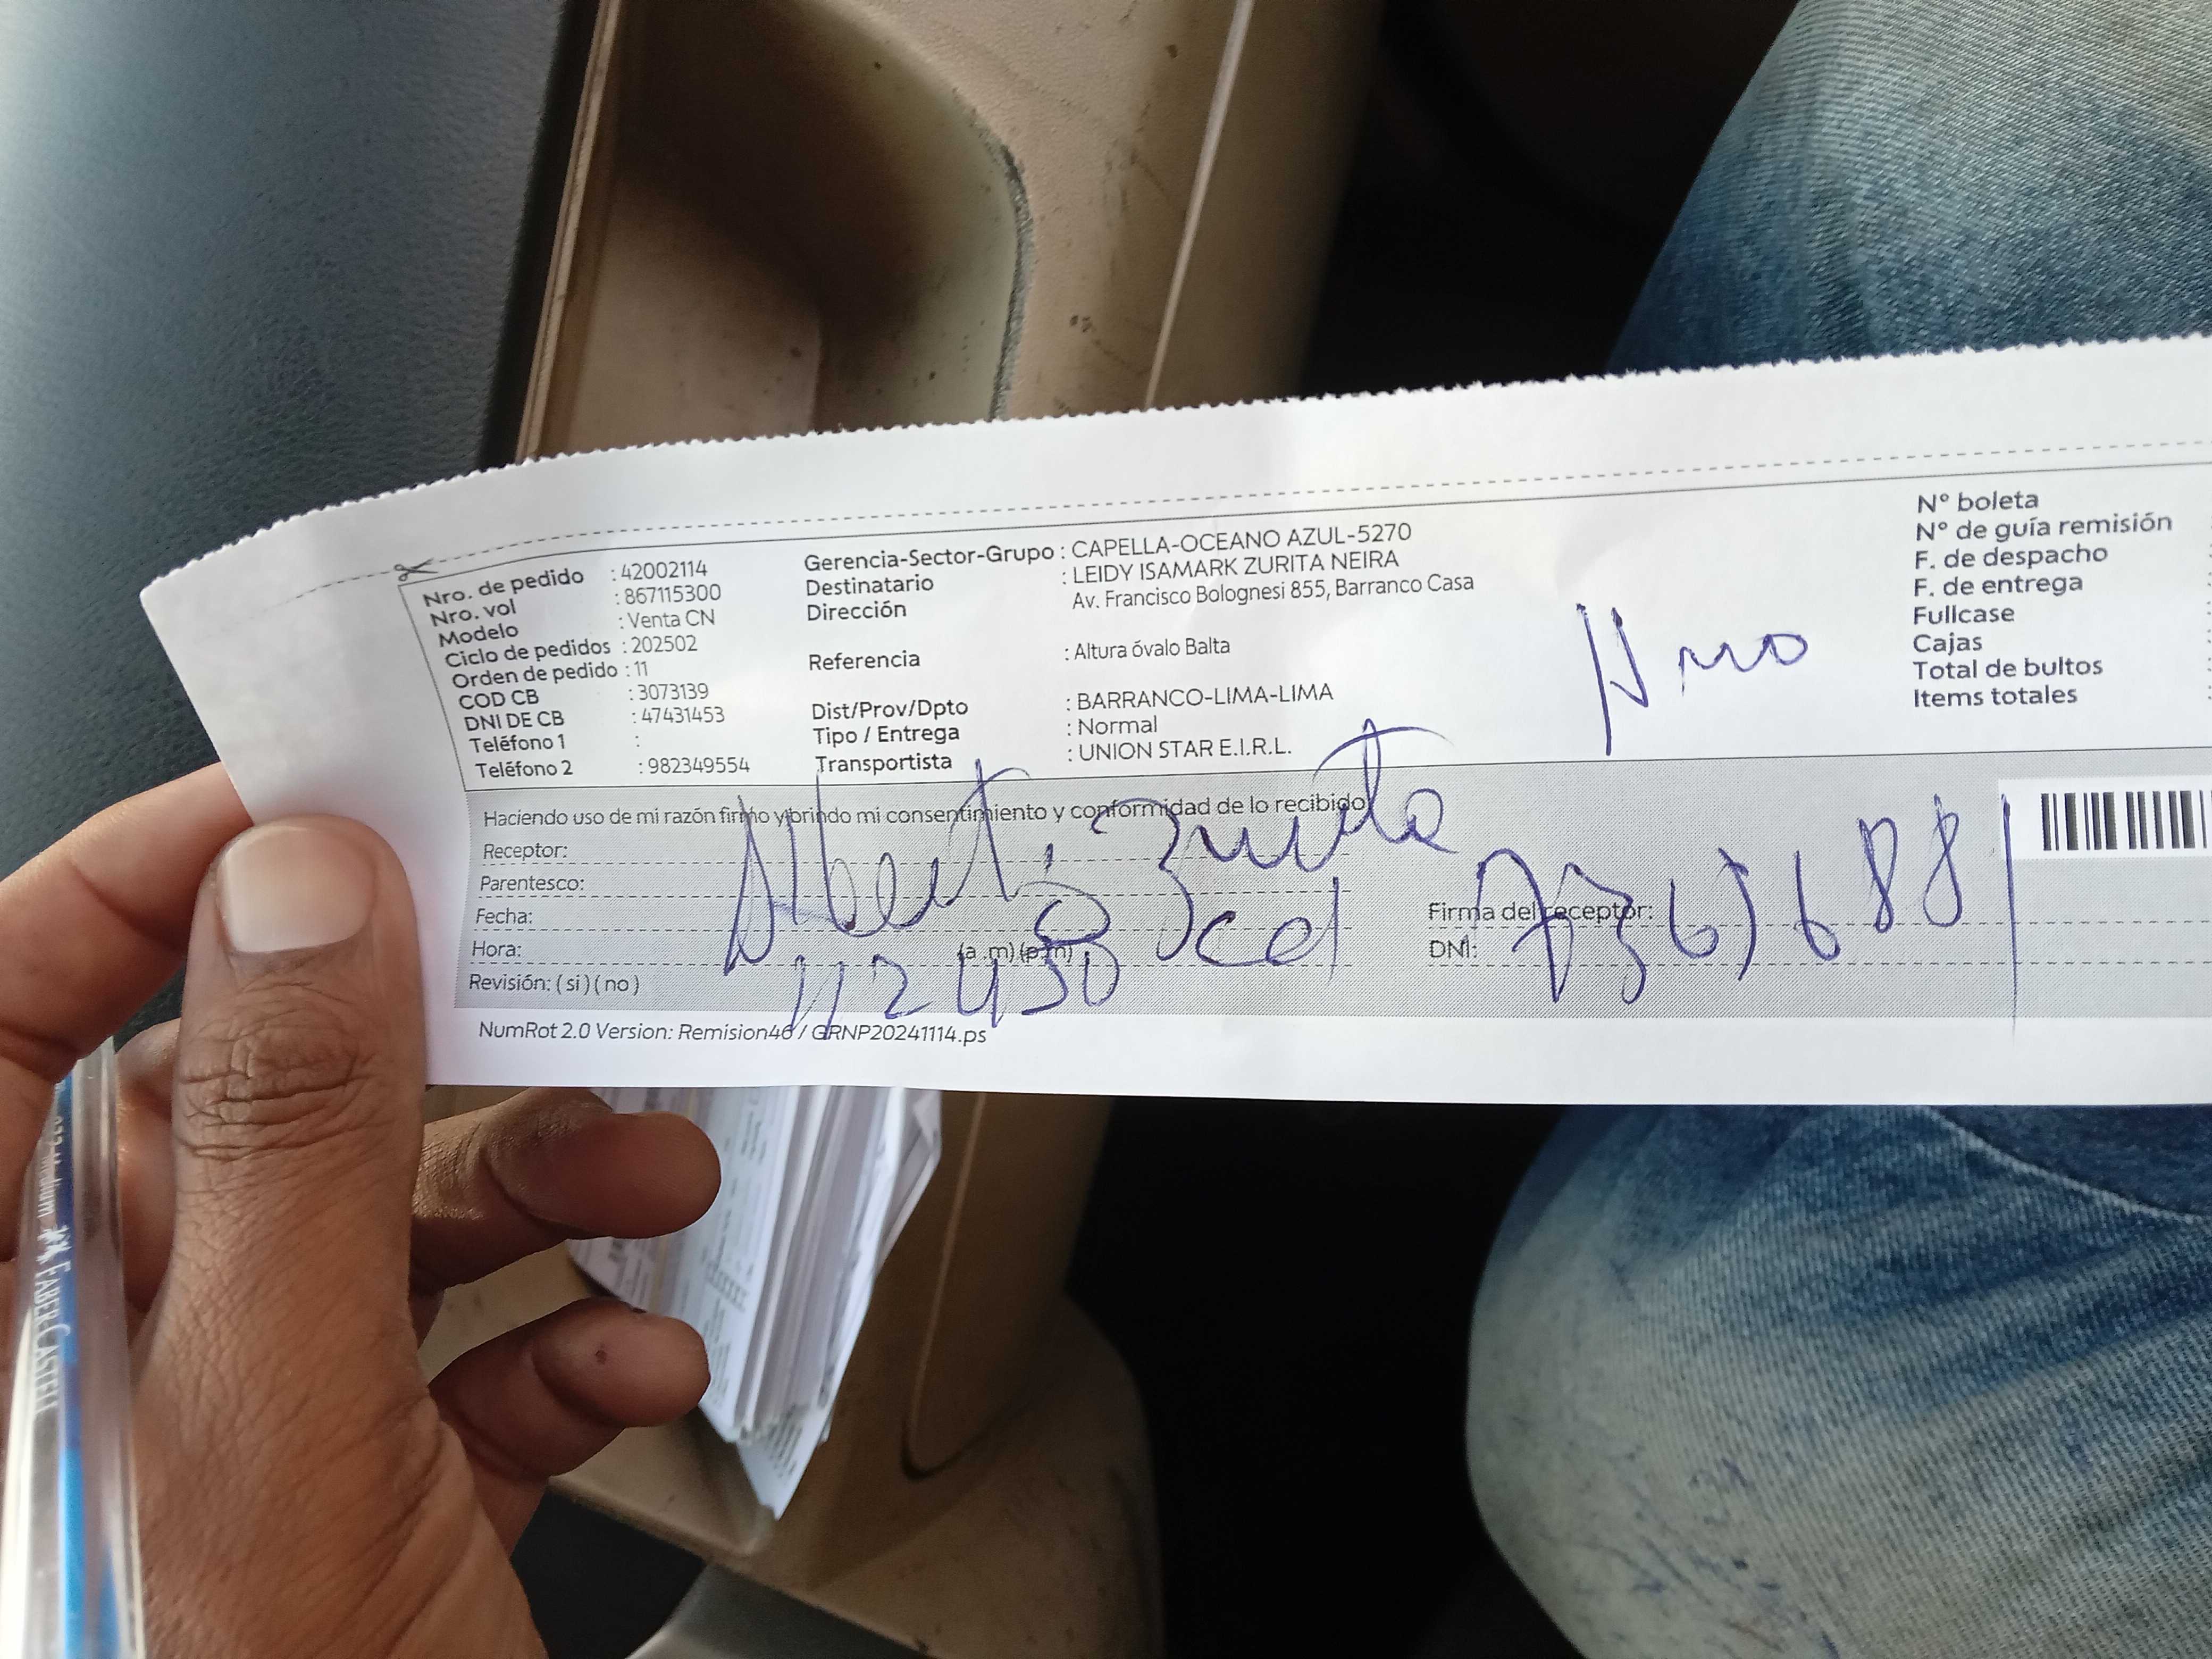 Nro. de pedido : 42002114
Nro. vol : 867115300
Modelo : Venta CN
Ciclo de pedidos : 202502
Orden de pedido : 11
COD CB : 3073139
DNI DE CB : 47431453
Teléfono 1 :
Teléfono 2 : 982349554
Gerencia-Sector-Grupo : CAPELLA-OCEANO AZUL-5270
Destinatario : LEIDY ISAMARK ZURITA NEIRA
Dirección Av. Francisco Bolognesi 855, Barranco Casa
Referencia : Altura óvalo Balta
Dist/Prov/Dpto : BARRANCO-LIMA-LIMA
Tipo / Entrega : Normal
Transportista : UNION STAR E.I.R.L.
Nº boleta
Nº de guía remisión
F. de despacho
F. de entrega
Fullcase
Cajas
Total de bultos
Items totales
Haciendo uso de mi razón firmo y brindo mi consentimiento y conformidad de lo recibido
Receptor:
Parentesco:
Fecha:
Hora: (a .m) (p.m)
Revisión: ( si ) ( no )
Firma del receptor:
DNI:
Zurita
NumRot 2.0 Version: Remision46 / GRNP20241114.ps
FABER CASTELL